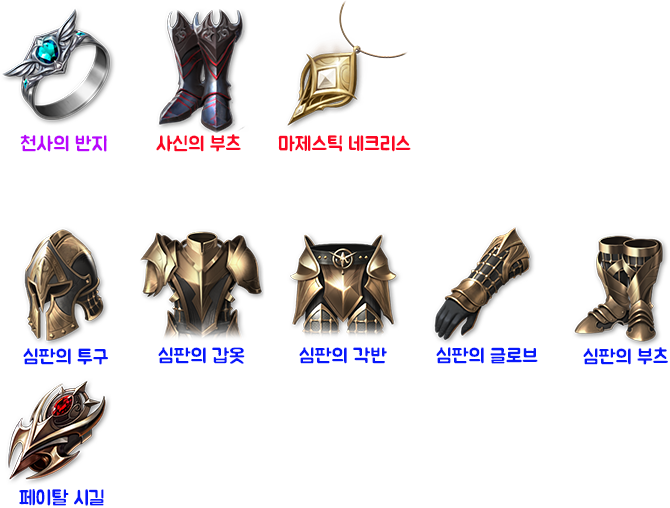 천사의 반지
사신의 부츠
마제스틱 네크리스
심판의 투구
심판의 갑옷
심판의 각반
심판의 글로브
심판의 부츠
페이탈 시길